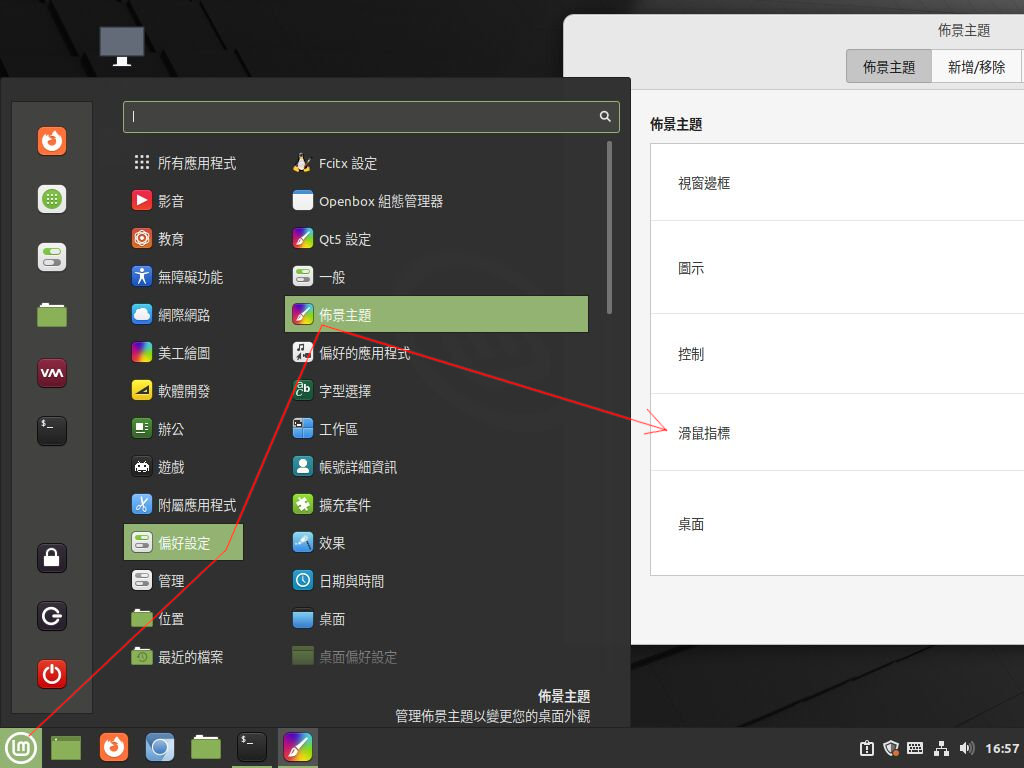 佈景主題
佈景主題
新增/移除
佈景主題
視窗邊框
圖示
控制
滑鼠指標
桌面
所有應用程式
影音
教育
無障礙功能
網際網路
美工繪圖
軟體開發
辦公
遊戲
附屬應用程式
偏好設定
管理
位置
最近的檔案
Fcitx 設定
Openbox 組態管理器
Qt5 設定
一般
佈景主題
偏好的應用程式
字型選擇
工作區
帳號詳細資訊
擴充套件
效果
日期與時間
桌面
桌面偏好設定
佈景主題
管理佈景主題以變更您的桌面外觀
16:57